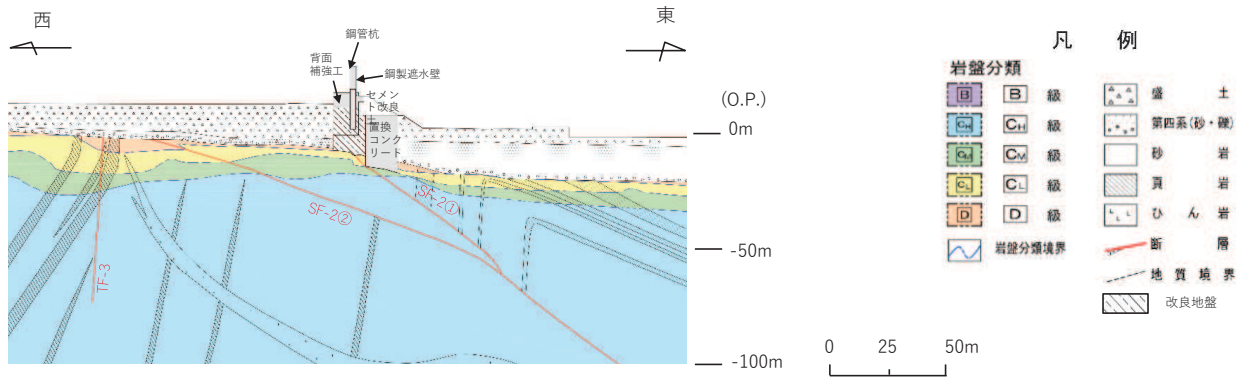 西
東
鋼管杭
背面
補強工
鋼製遮水壁
セメン
ト改良
土
置換
コンク
リート
SF-2①
SF-2②
TF-3
(O.P.)
0m
-50m
-100m
凡 例
岩盤分類
B B 級
CH CH 級
CM CM 級
CL CL 級
D D 級
岩盤分類境界
盛 土
第四系(砂・礫)
砂 岩
頁 岩
ひ ん 岩
断 層
地 質 境 界
改良地盤
0 25 50m